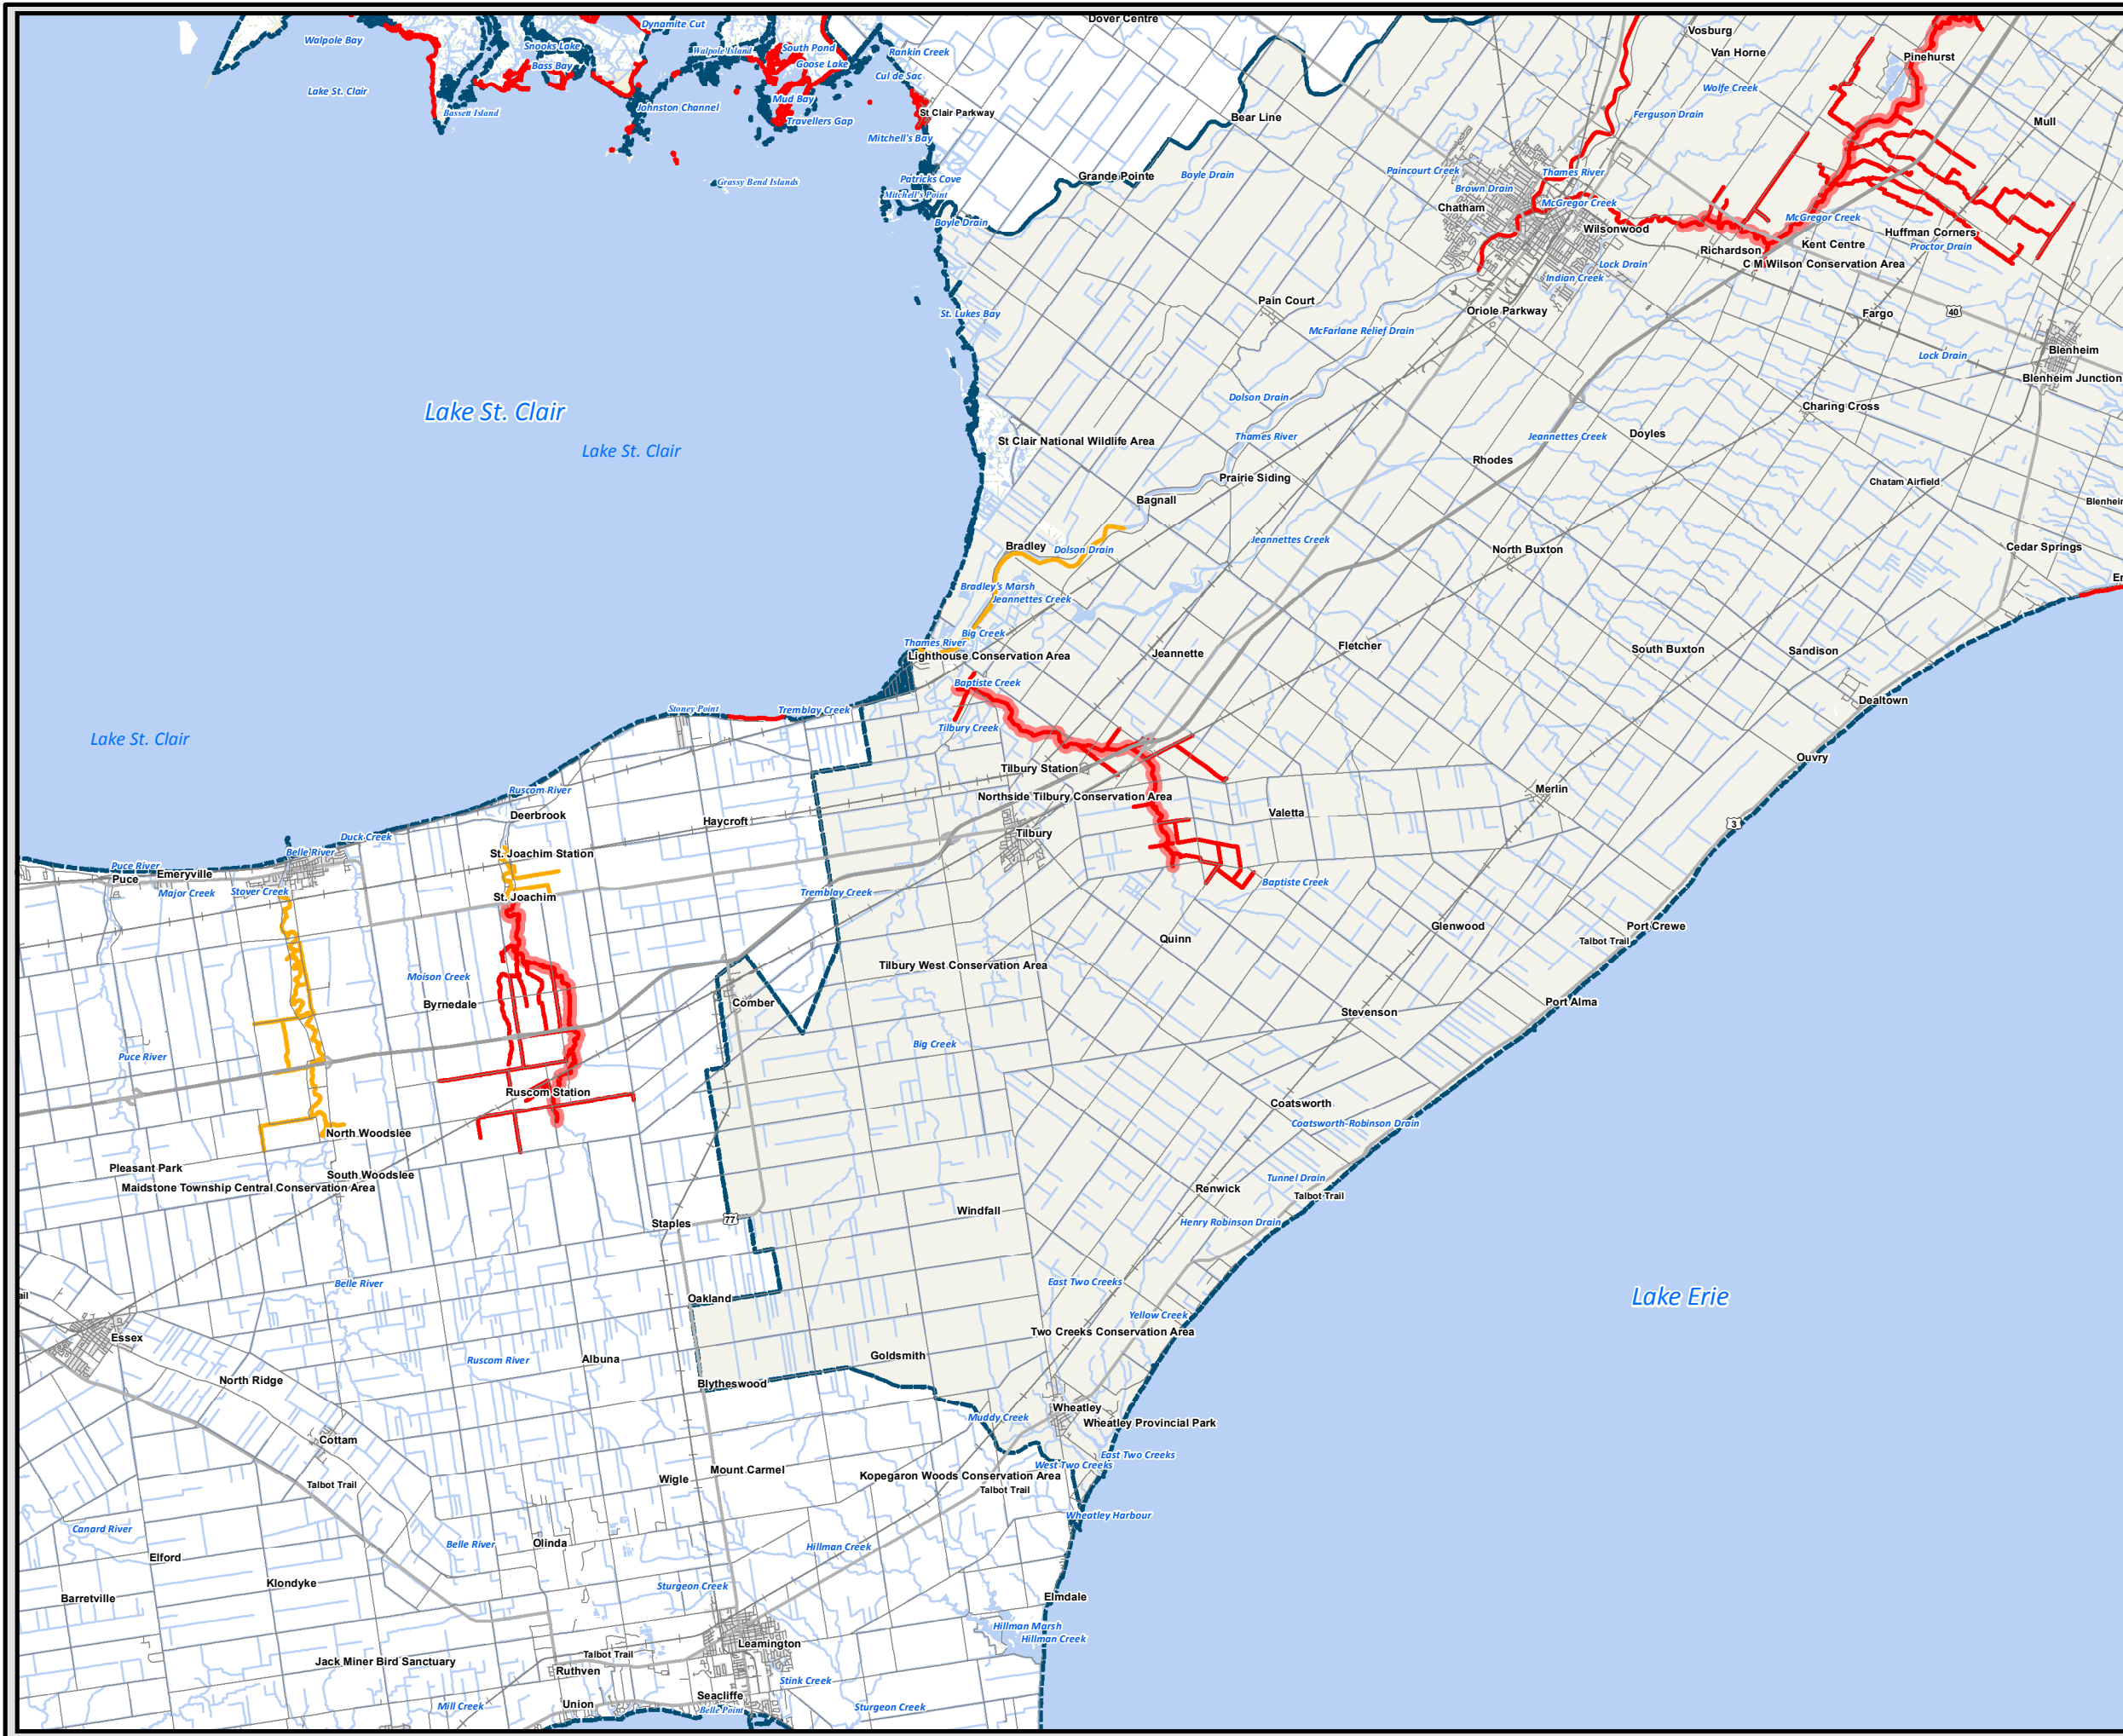 Dover Centre
Dynamite Cut
Vosburg
Walpole Bay
Snooks Lake
South Pond
Walpole Island
Rankin Creek
Van Horne
Pinehurst
Bass Bay
Goose Lake
Cul de Sac
Lake St. Clair
Wolfe Creek
Mud Bay
Johnston Channel
Bassett Island
St Clair Parkway
Ferguson Drain
Bear Line
Mull
Travellers Gap
Mitchell's Bay
Paincourt Creek
Thames River
Grande Pointe
Boyle Drain
Patricks Cove
Grassy Bend Islands
Brown Drain
Mitchell's Point
McGregor Creek
Chatham
Boyle Drain
McGregor Creek
Wilsonwood
Huffman Corners
Richardson
Kent Centre
Proctor Drain
Lock Drain
C M Wilson Conservation Area
Indian Creek
Pain Court
St. Lukes Bay
Oriole Parkway
Fargo
40
McFarlane Relief Drain
Blenheim
Lock Drain
Blenheim Junction
Dolson Drain
Lake St. Clair
Charing Cross
Thames River
Jeannettes Creek
Doyles
St Clair National Wildlife Area
Lake St. Clair
Rhodes
Prairie Siding
Chatam Airfield
Bagnall
Blenheim
Jeannettes Creek
Bradley
Dolson Drain
North Buxton
Cedar Springs
Er
Bradley's Marsh
Jeannettes Creek
Big Creek
Thames River
Fletcher
Lighthouse Conservation Area
Jeannette
South Buxton
Sandison
Baptiste Creek
Dealtown
Stoney Point
Tremblay Creek
Tilbury Creek
Lake St. Clair
Ouvry
Tilbury Station
Ruscom River
Northside Tilbury Conservation Area
Merlin
Deerbrook
Haycroft
Valetta
3
Tilbury
Duck Creek
Belle River
St. Joachim Station
Puce River
Emeryville
Puce
Major Creek
Stover Creek
St. Joachim
Tremblay Creek
Baptiste Creek
Glenwood
Port Crewe
Quinn
Talbot Trail
Tilbury West Conservation Area
Moison Creek
Byrnedale
Comber
Port Alma
Stevenson
Big Creek
Puce River
Ruscom Station
Coatsworth
Coatsworth-Robinson Drain
North Woodslee
Pleasant Park
South Woodslee
Tunnel Drain
Maidstone Township Central Conservation Area
Renwick
Talbot Trail
Windfall
77
Staples
Henry Robinson Drain
Belle River
East Two Creeks
ail
Oakland
Lake Erie
Yellow Creek
Essex
Two Creeks Conservation Area
Goldsmith
Ruscom River
Albuna
North Ridge
Blytheswood
Wheatley
Muddy Creek
Wheatley Provincial Park
Cottam
East Two Creeks
West Two Creeks
Mount Carmel
Kopegaron Woods Conservation Area
Wigle
Talbot Trail
Talbot Trail
Wheatley Harbour
Canard River
Belle River
Olinda
Hillman Creek
Elford
Klondyke
Sturgeon Creek
Barretville
Elmdale
Hillman Marsh
Hillman Creek
Leamington
Talbot Trail
Jack Miner Bird Sanctuary
Ruthven
Stink Creek
Seacliffe
Union
Mill Creek
Belle Point
Sturgeon Creek